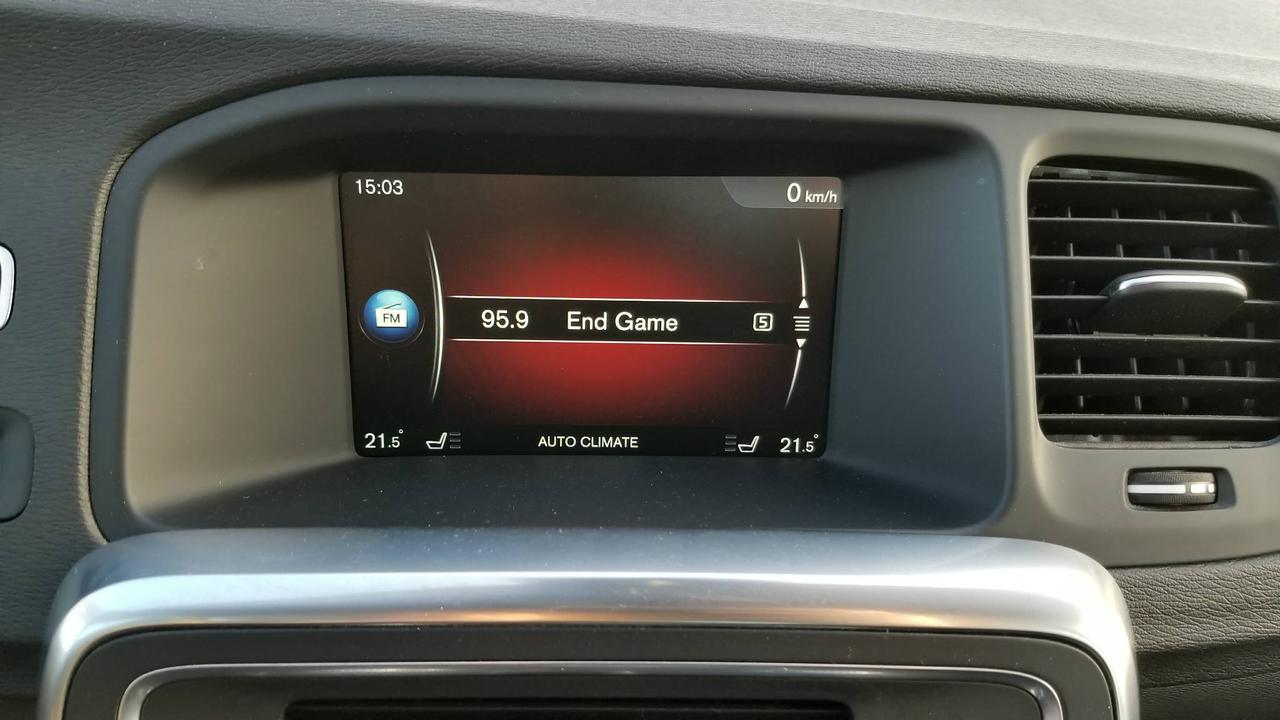 15:03
0 km/h
FM
95.9 End Game 5
21.5° AUTO CLIMATE 21.5°